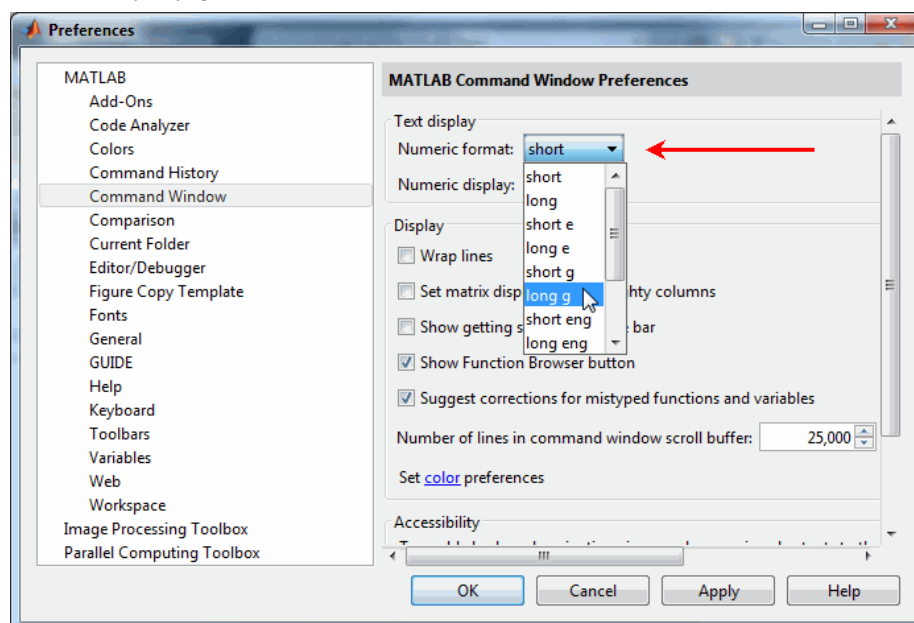 Preferences
MATLAB
Add-Ons
Code Analyzer
Colors
Command History
Command Window
Comparison
Current Folder
Editor/Debugger
Figure Copy Template
Fonts
General
GUIDE
Help
Keyboard
Toolbars
Variables
Web
Workspace
Image Processing Toolbox
Parallel Computing Toolbox
MATLAB Command Window Preferences
Text display
Numeric format: short
Numeric display:
short
long
short e
long e
short g
long g
short eng
long eng
Display
Wrap lines
Set matrix disp hty columns
Show getting s bar
Show Function Browser button
Suggest corrections for mistyped functions and variables
Number of lines in command window scroll buffer: 25,000
Set color preferences
Accessibility
OK Cancel Apply Help